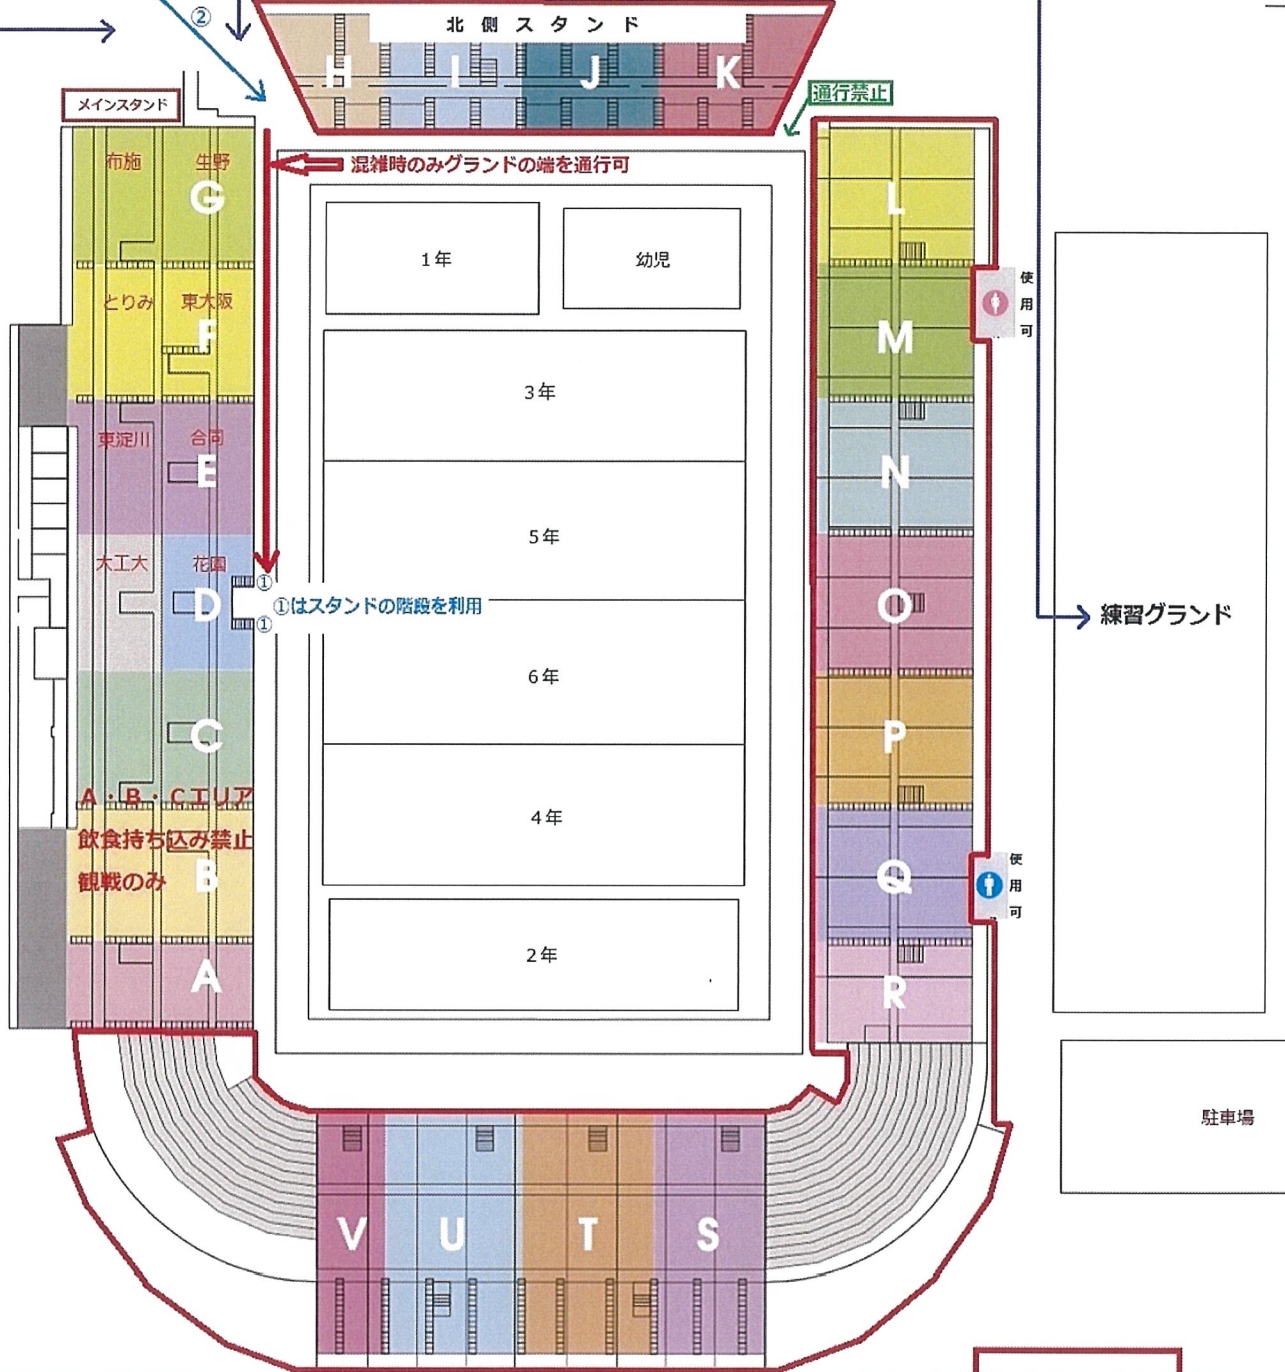 ②
北側スタンド
H
I
J
K
メインスタンド
通行禁止
布施
生野
G
混雑時のみグランドの端を通行可
L
1年
幼児
使用可
とりみ
東大阪
F
M
3年
東淀川
合同
E
N
5年
大工大
花園
D
①
①はスタンドの階段を利用
①
O
練習グランド
6年
C
P
A・B・Cエリア
飲食持ち込み禁止
観戦のみ
B
4年
Q
使用可
2年
A
R
駐車場
V
U
T
S